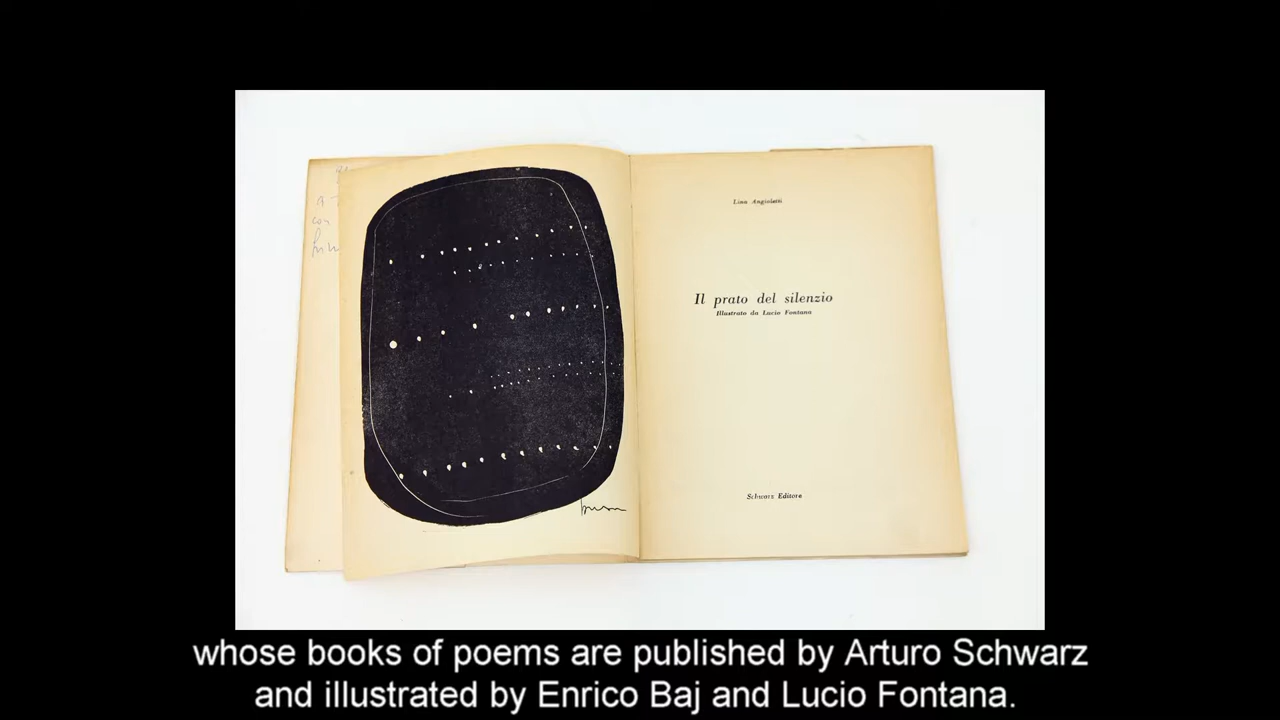 con
Lina Angioletti
Il prato del silenzio
Illustrato da Lucio Fontana
Schwarz Editore
whose books of poems are published by Arturo Schwarz
and illustrated by Enrico Baj and Lucio Fontana.